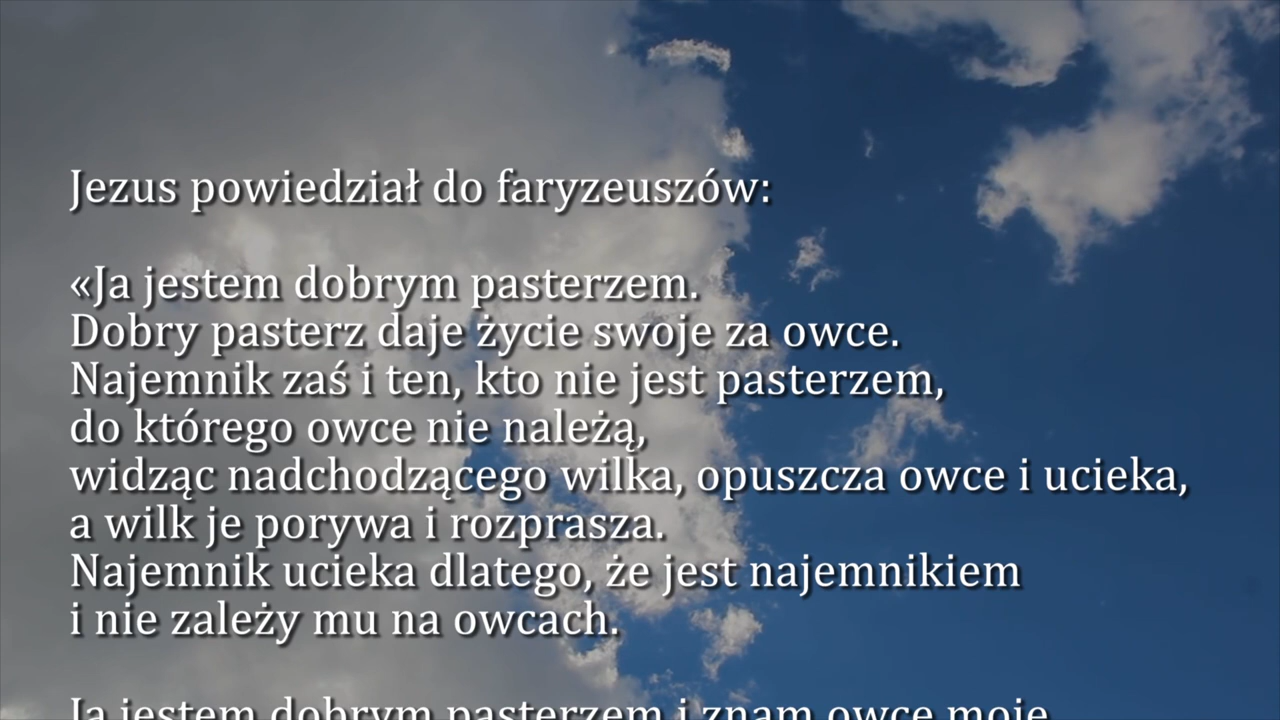 Jezus powiedział do faryzeuszów:
«Ja jestem dobrym pasterzem.
Dobry pasterz daje życie swoje za owce.
Najemnik zaś i ten, kto nie jest pasterzem,
do którego owce nie należą,
widząc nadchodzącego wilka, opuszcza owce i ucieka,
a wilk je porywa i rozprasza.
Najemnik ucieka dlatego, że jest najemnikiem
i nie zależy mu na owcach.
Ja jestem dobrym pasterzem i znam owce moje